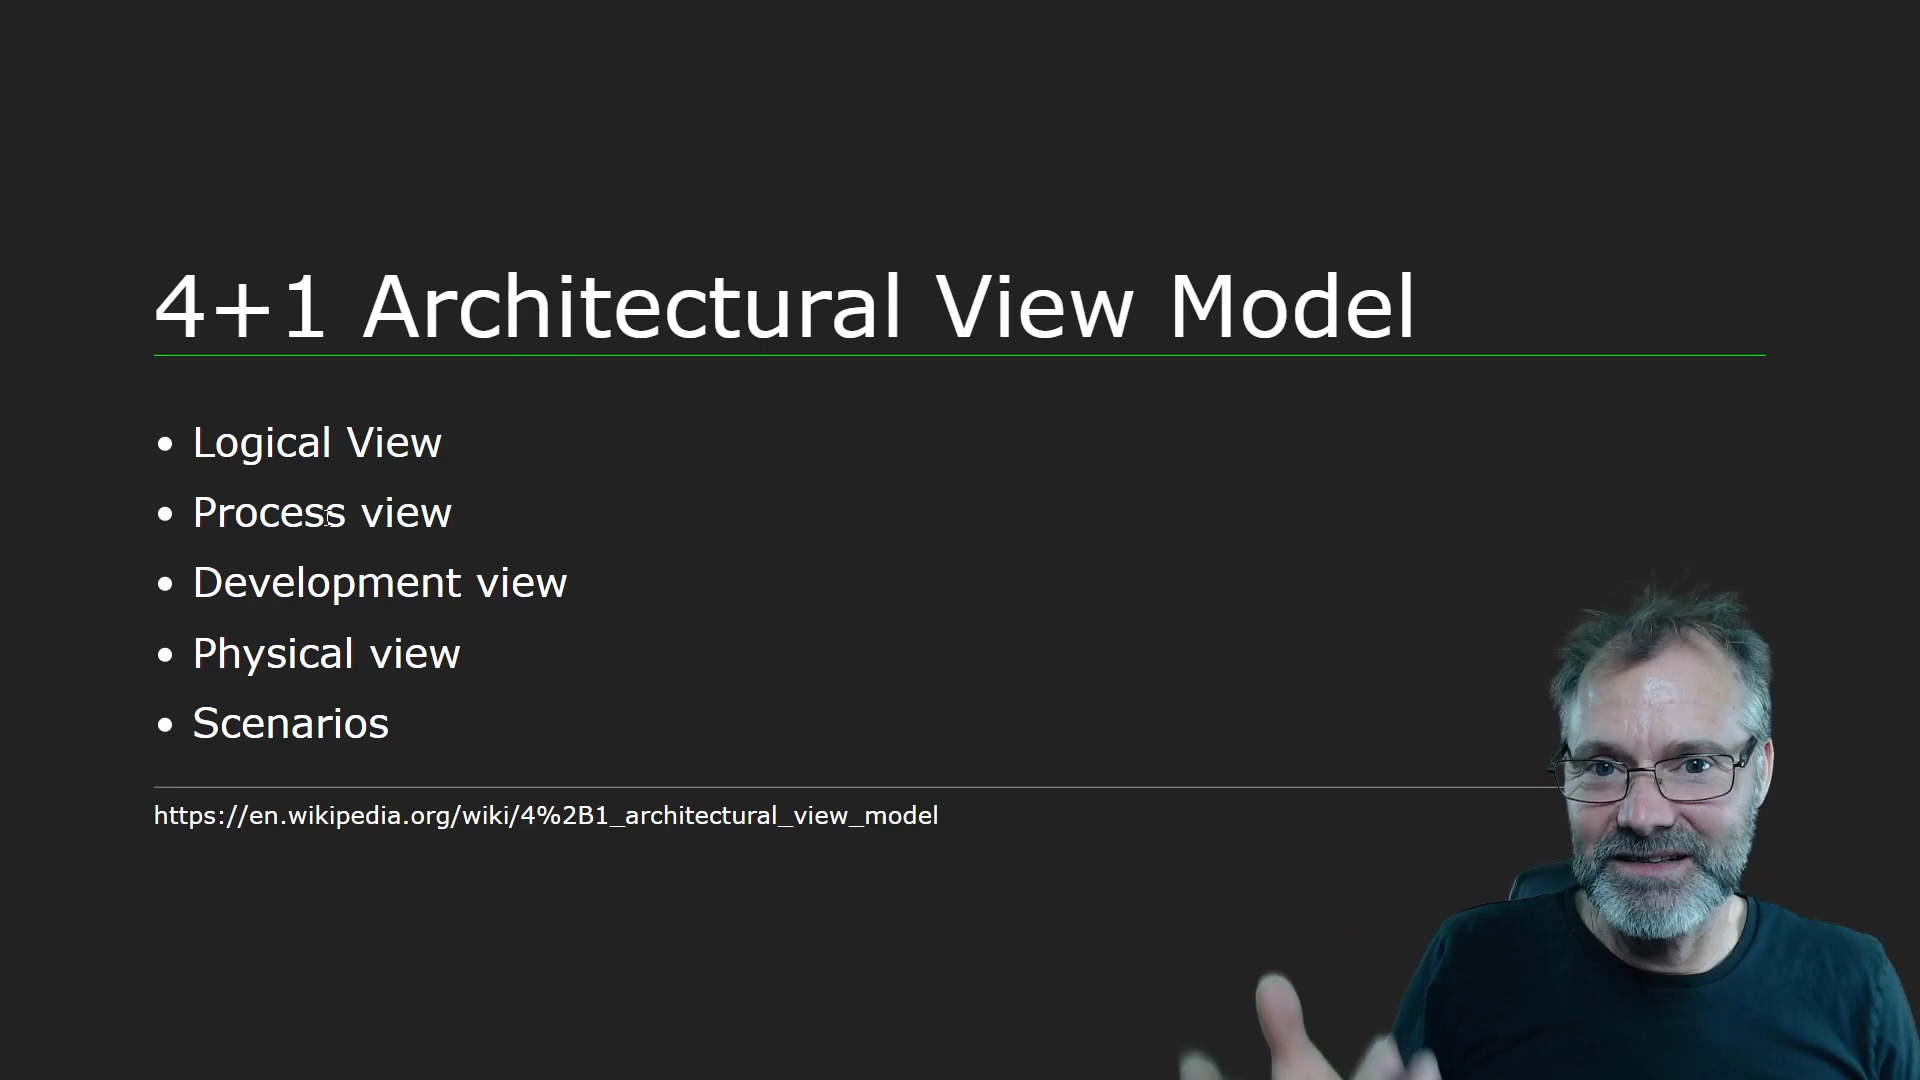 4+1 Architectural View Model
• Logical View
• Process view
• Development view
• Physical view
• Scenarios
https://en.wikipedia.org/wiki/4%2B1_architectural_view_model